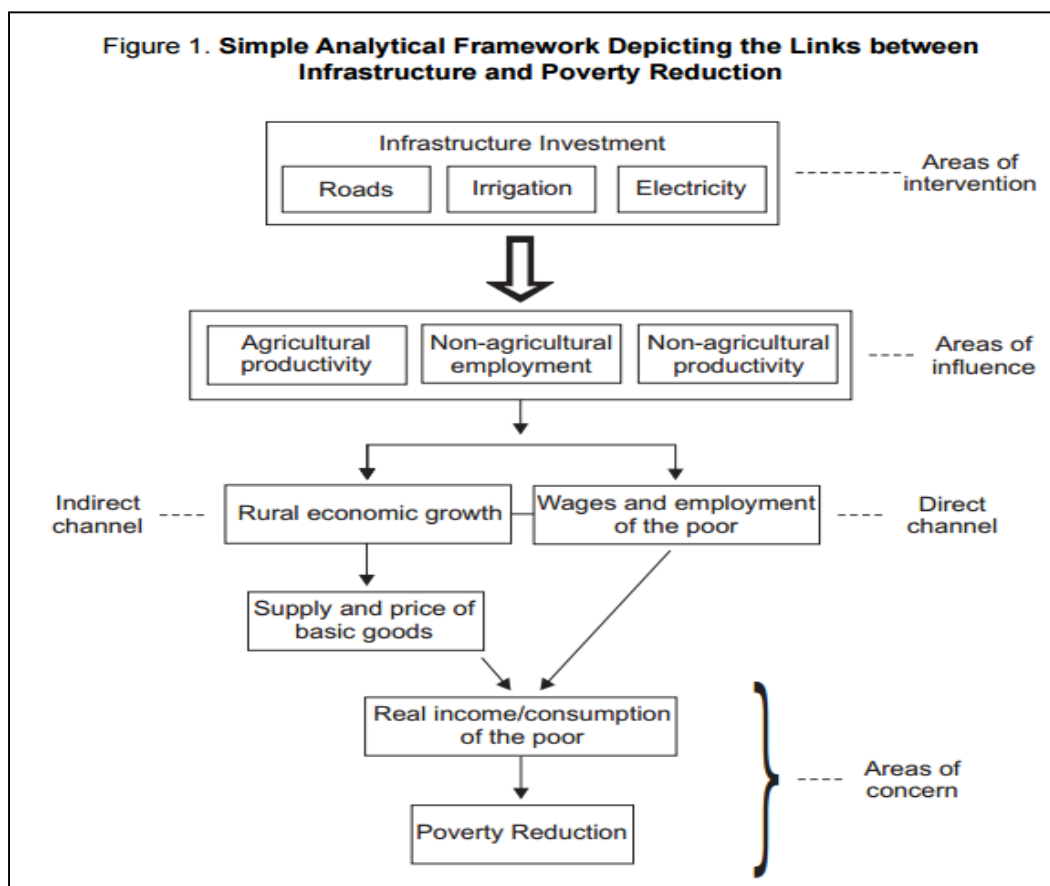 Figure 1. Simple Analytical Framework Depicting the Links between
Infrastructure and Poverty Reduction
Infrastructure Investment
Roads
Irrigation
Electricity
Areas of
intervention
Agricultural
productivity
Non-agricultural
employment
Non-agricultural
productivity
Areas of
influence
Indirect
channel
Rural economic growth
Wages and employment
of the poor
Direct
channel
Supply and price of
basic goods
Real income/consumption
of the poor
Areas of
concern
Poverty Reduction